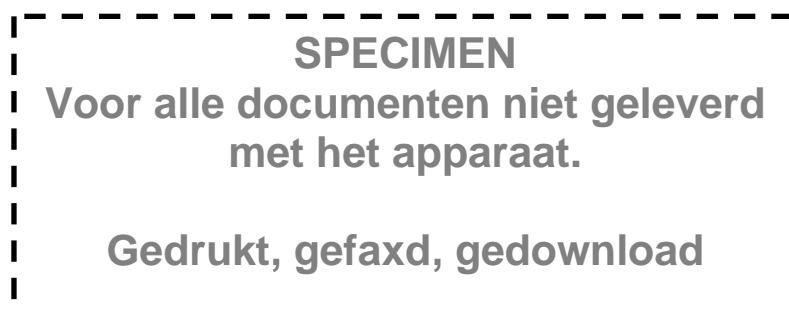 SPECIMEN
Voor alle documenten niet geleverd
met het apparaat.
Gedrukt, gefaxd, gedownload